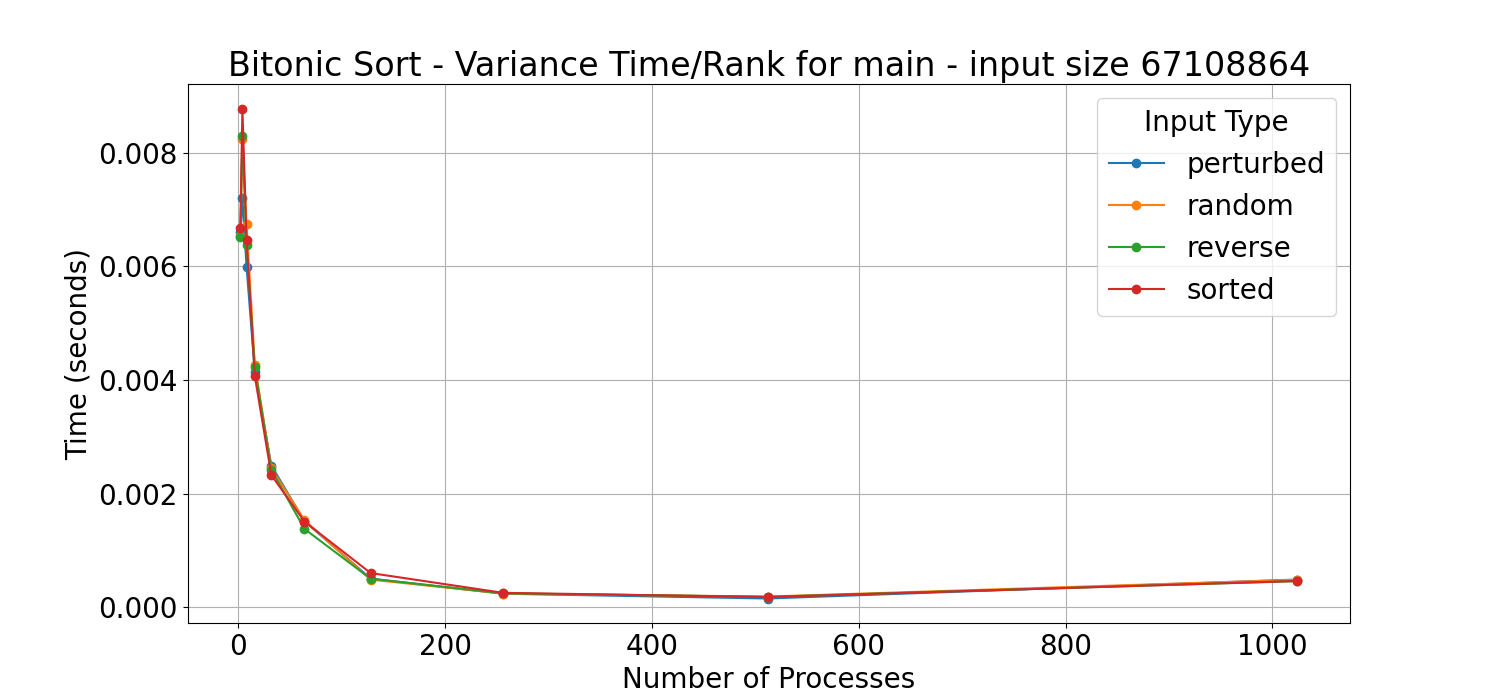 Bitonic Sort - Variance Time/Rank for main - input size 67108864
Input Type
perturbed
random
reverse
sorted
Time (seconds)
0.008
0.006
0.004
0.002
0.000
0 200 400 600 800 1000
Number of Processes